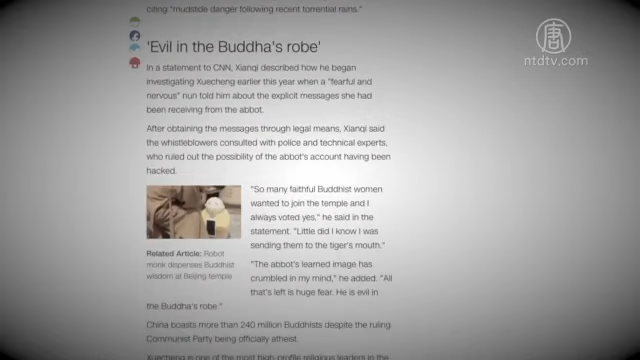 citing "mudslide danger following recent torrential rains."
唐
ntdtv.com
'Evil in the Buddha's robe'
In a statement to CNN, Xianqi described how he began
investigating Xuecheng earlier this year when a "fearful and
nervous" nun told him about the explicit messages she had
been receiving from the abbot.
After obtaining the messages through legal means, Xianqi said
the whistleblowers consulted with police and technical experts,
who ruled out the possibility of the abbot's account having been
hacked.
"So many faithful Buddhist women
wanted to join the temple and I
always voted yes," he said in the
statement. "Little did I know I was
sending them to the tiger's mouth."
Related Article: Robot
monk dispenses Buddhist
wisdom at Beijing temple
"The abbot's learned image has
crumbled in my mind," he added. "All
that's left is huge fear. He is evil in
the Buddha's robe."
China boasts more than 240 million Buddhists despite the ruling
Communist Party being officially atheist.
Xuecheng is one of the most high-profile religious leaders in the